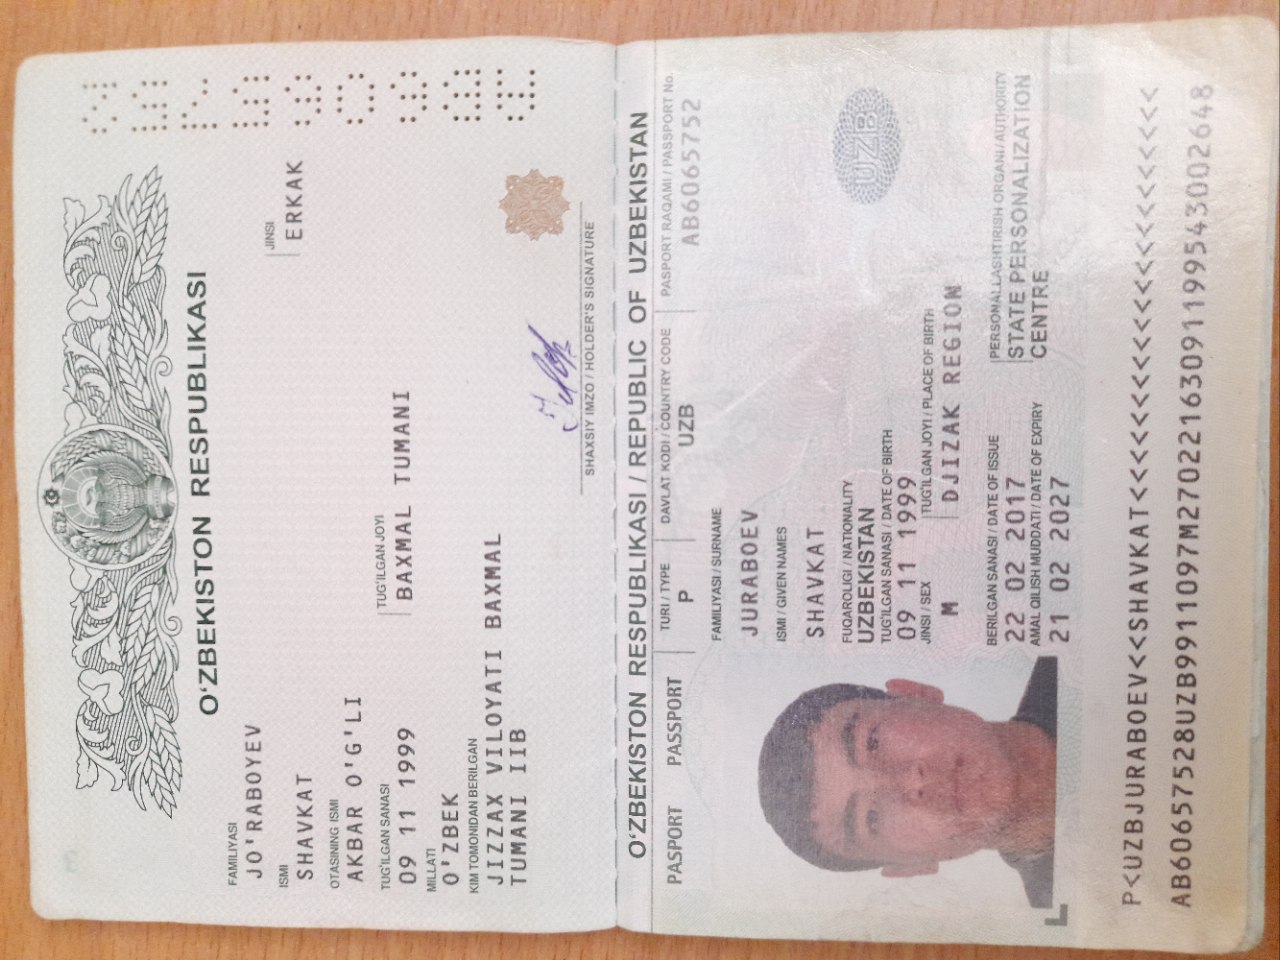 O‘ZBEKISTON RESPUBLIKASI
FAMILIYASI
JO'RABOYEV
ISMI
SHAVKAT
JINSI
ERKAK
OTASINING ISMI
AKBAR O'G'LI
TUG‘ILGAN SANASI
09 11 1999
TUG‘ILGAN JOYI
BAXMAL TUMANI
MILLATI
O'ZBEK
KIM TOMONIDAN BERILGAN
JIZZAX VILOYATI BAXMAL
TUMANI IIB
SHAXSIY IMZO / HOLDER'S SIGNATURE
O‘ZBEKISTON RESPUBLIKASI / REPUBLIC OF UZBEKISTAN
PASPORT PASSPORT
TURI / TYPE
P
DAVLAT KODI / COUNTRY CODE
UZB
PASPORT RAQAMI / PASSPORT No.
AB6065752
FAMILIYASI / SURNAME
JURABOEV
ISMI / GIVEN NAMES
SHAVKAT
UZB
FUQAROLIGI / NATIONALITY
UZBEKISTAN
TUG‘ILGAN SANASI / DATE OF BIRTH
09 11 1999
JINSI / SEX
M
TUG‘ILGAN JOYI / PLACE OF BIRTH
DJIZAK REGION
BERILGAN SANASI / DATE OF ISSUE
22 02 2017
PERSONALLASHTIRISH ORGANI / AUTHORITY
STATE PERSONALIZATION
CENTRE
AMAL QILISH MUDDATI / DATE OF EXPIRY
21 02 2027
P<UZBJURABOEV<<SHAVKAT<<<<<<<<<<<<<<<<<<<<<<
AB60657528UZB9911097M27022163091199543002648